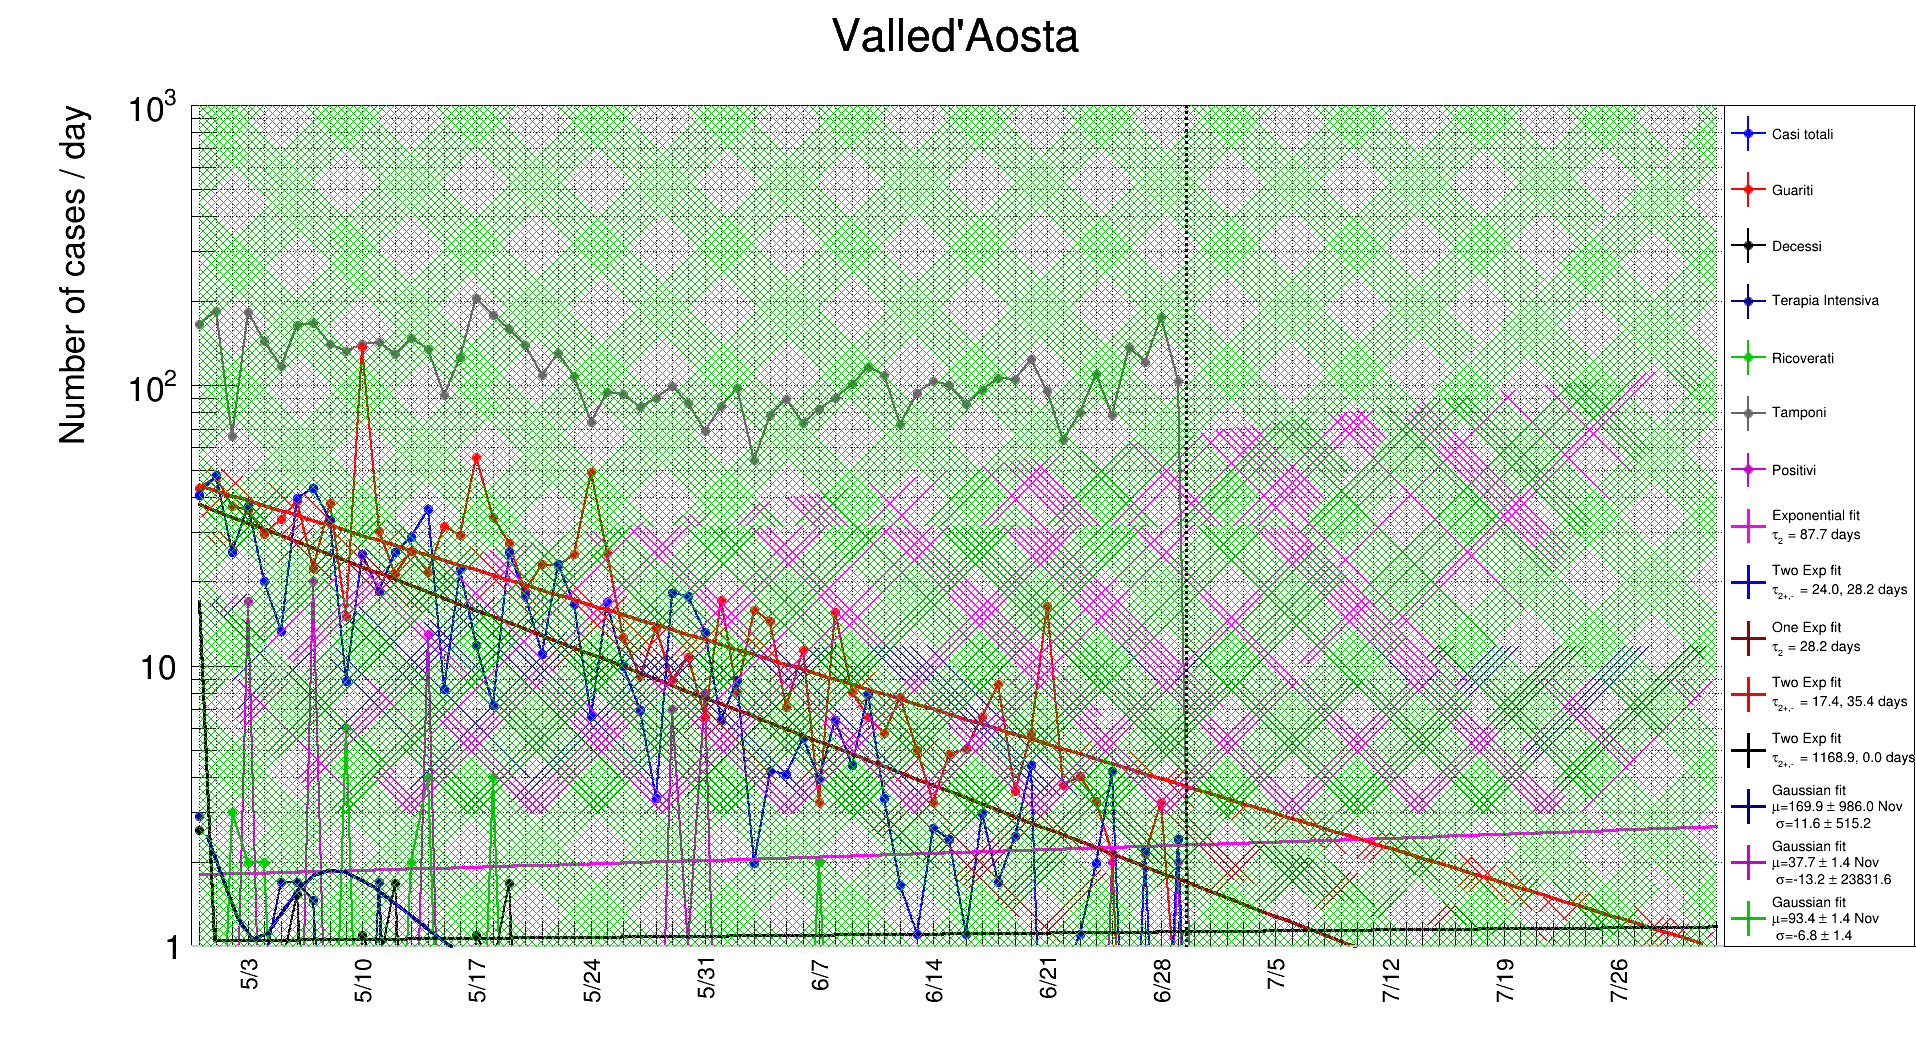 Valled'Aosta
Number of cases / day
10³
10²
10
1
5/3
5/10
5/17
5/24
5/31
6/7
6/14
6/21
6/28
7/5
7/12
7/19
7/26
Casi totali
Guariti
Decessi
Terapia Intensiva
Ricoverati
Tamponi
Positivi
Exponential fit
τ₂ = 87.7 days
Two Exp fit
τ₂₊,₋ = 24.0, 28.2 days
One Exp fit
τ₂ = 28.2 days
Two Exp fit
τ₂₊,₋ = 17.4, 35.4 days
Two Exp fit
τ₂₊,₋ = 1168.9, 0.0 days
Gaussian fit
μ=169.9 ± 986.0 Nov
σ=11.6 ± 515.2
Gaussian fit
μ=37.7 ± 1.4 Nov
σ=-13.2 ± 23831.6
Gaussian fit
μ=93.4 ± 1.4 Nov
σ=-6.8 ± 1.4